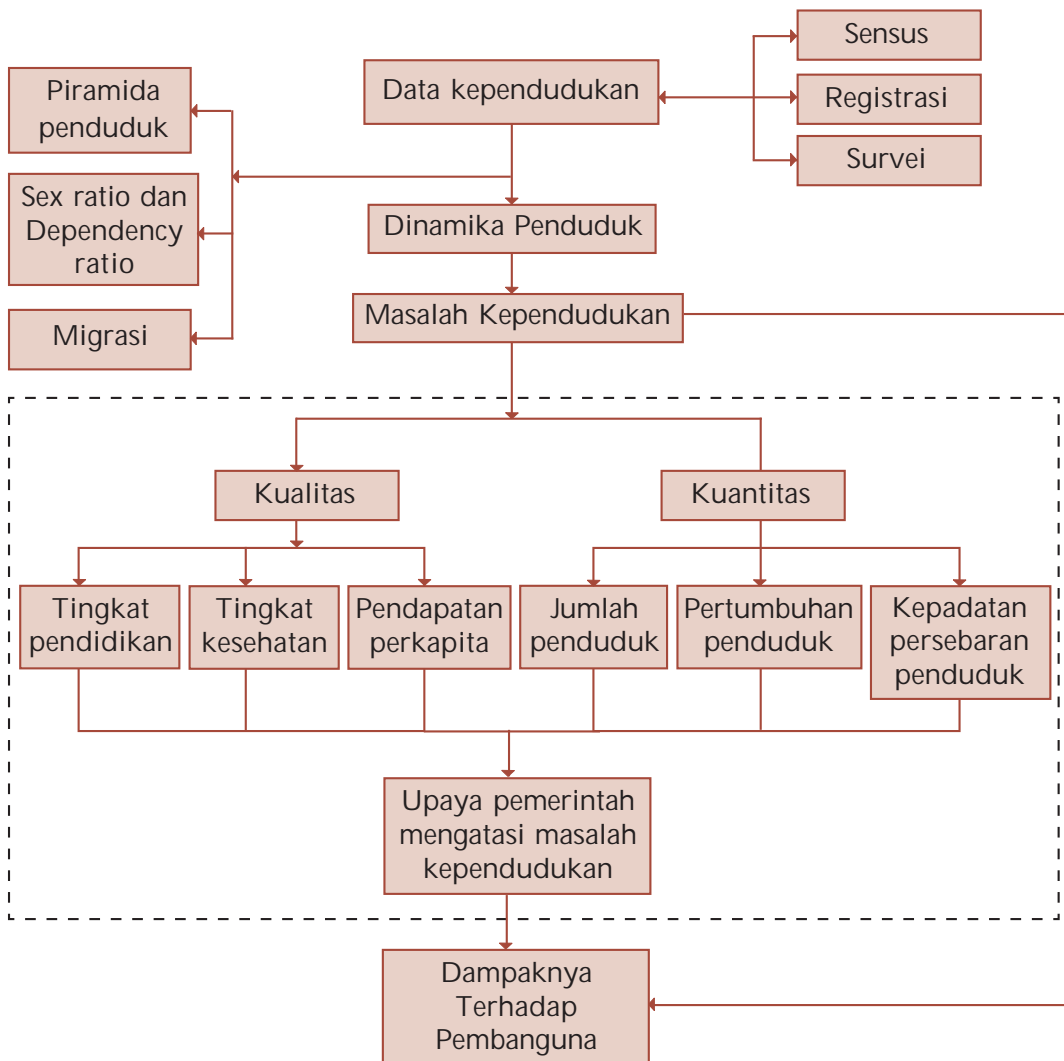 Sensus
Data kependudukan
Registrasi
Survei
Piramida
penduduk
Sex ratio dan
Dependency
ratio
Migrasi
Dinamika Penduduk
Masalah Kependudukan
Kualitas
Kuantitas
Tingkat
pendidikan
Tingkat
kesehatan
Pendapatan
perkapita
Jumlah
penduduk
Pertumbuhan
penduduk
Kepadatan
persebaran
penduduk
Upaya pemerintah
mengatasi masalah
kependudukan
Dampaknya
Terhadap
Pembanguna